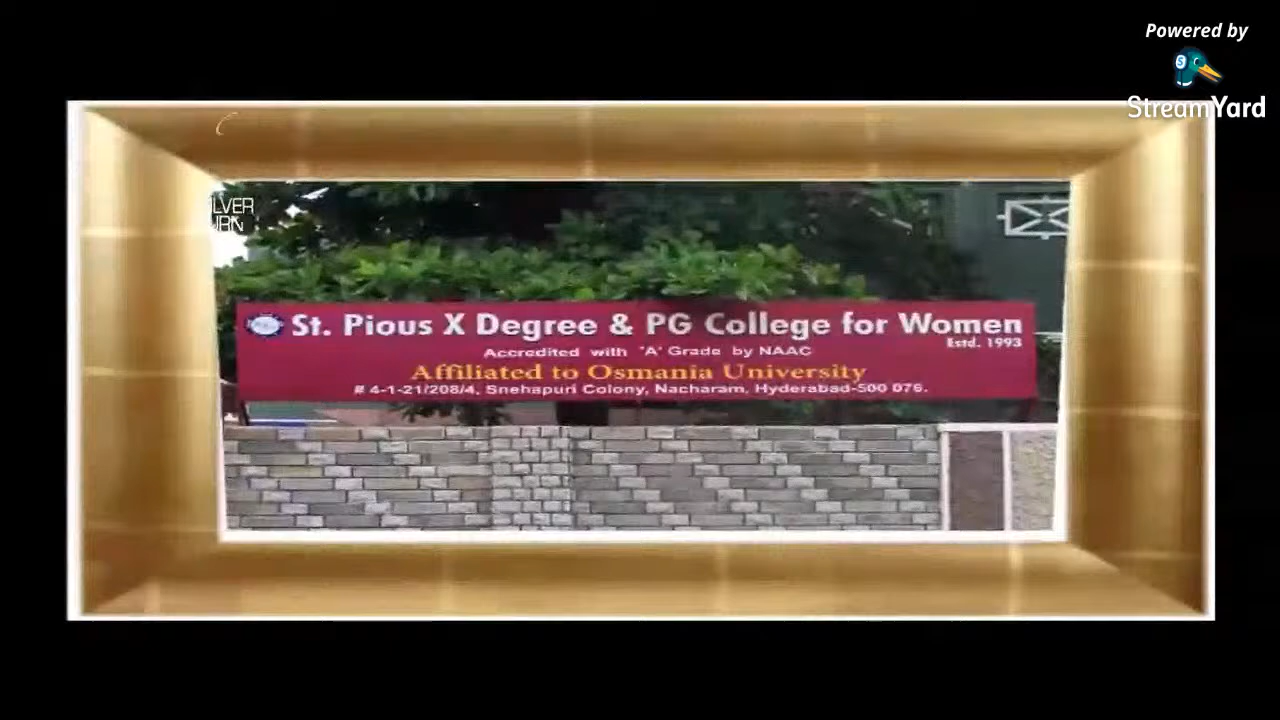 Powered by
StreamYard
St. Pious X Degree & PG College for Women
Estd. 1993
Accredited with 'A' Grade by NAAC
Affiliated to Osmania University
# 4-1-21/208/4, Snehapuri Colony, Nacharam, Hyderabad-500 076.